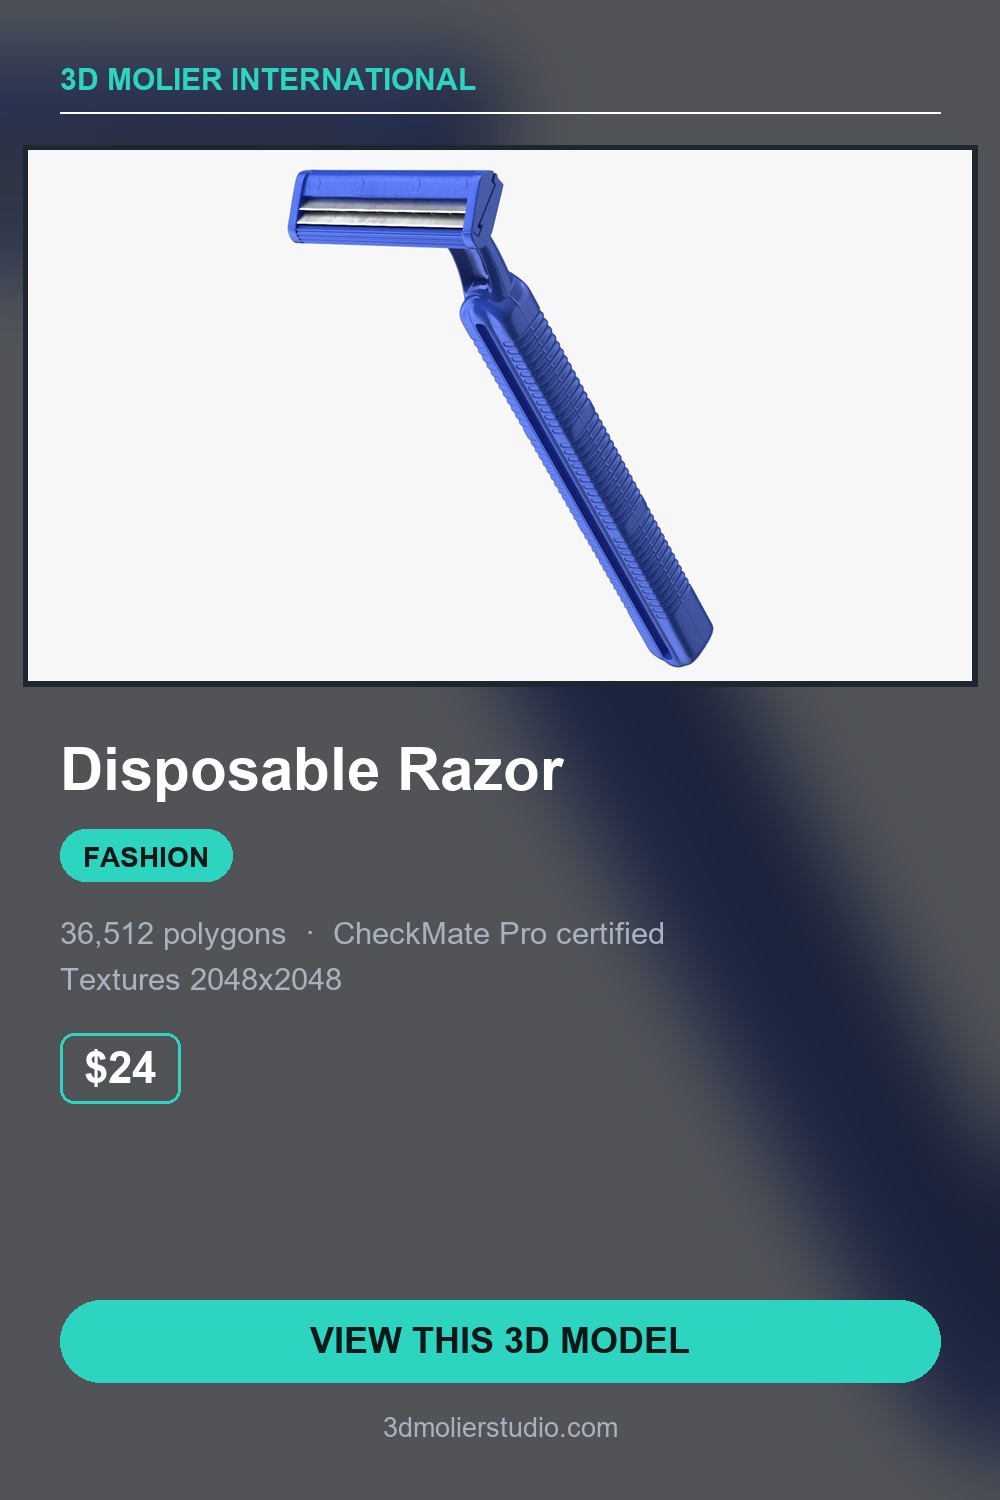 3D MOLIER INTERNATIONAL
Disposable Razor
FASHION
36,512 polygons · CheckMate Pro certified
Textures 2048x2048
$24
VIEW THIS 3D MODEL
3dmolierstudio.com